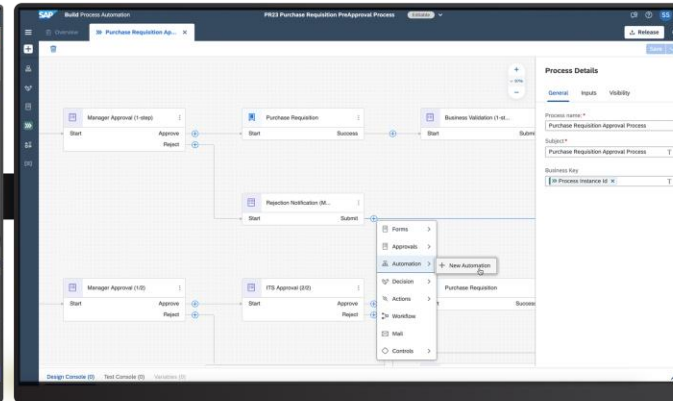 SAP Build Process Automation
PR23 Purchase Requisition PreApproval Process
Editable
SS
Overview
Purchase Requisition Ap... ×
Release
Save
Process Details
General Inputs Visibility
Process name: *
Purchase Requisition Approval Process
Subject *
Purchase Requisition Approval Process
Business Key
Process Instance Id ×
Manager Approval (1-step)
Start Approve
Reject
Purchase Requisition
Start Success
Business Validation (1-st...
Start Subm
Rejection Notification (M...
Start Submit
Forms >
Approvals >
Automation >
+ New Automation
Decision >
Actions >
Workflow
Mail
Controls >
Manager Approval (1/2)
Start Approve
Reject
ITS Approval (2/2)
Start Approve
Reject
Purchase Requisition
Success
Design Console (0) Test Console (0) Variables (0)